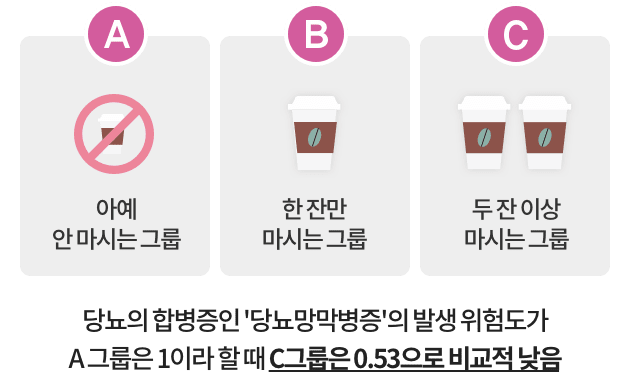 A
B
C
아예
안 마시는 그룹
한 잔만
마시는 그룹
두 잔 이상
마시는 그룹
당뇨의 합병증인 '당뇨망막병증'의 발생 위험도가
A 그룹은 1이라 할 때 C그룹은 0.53으로 비교적 낮음